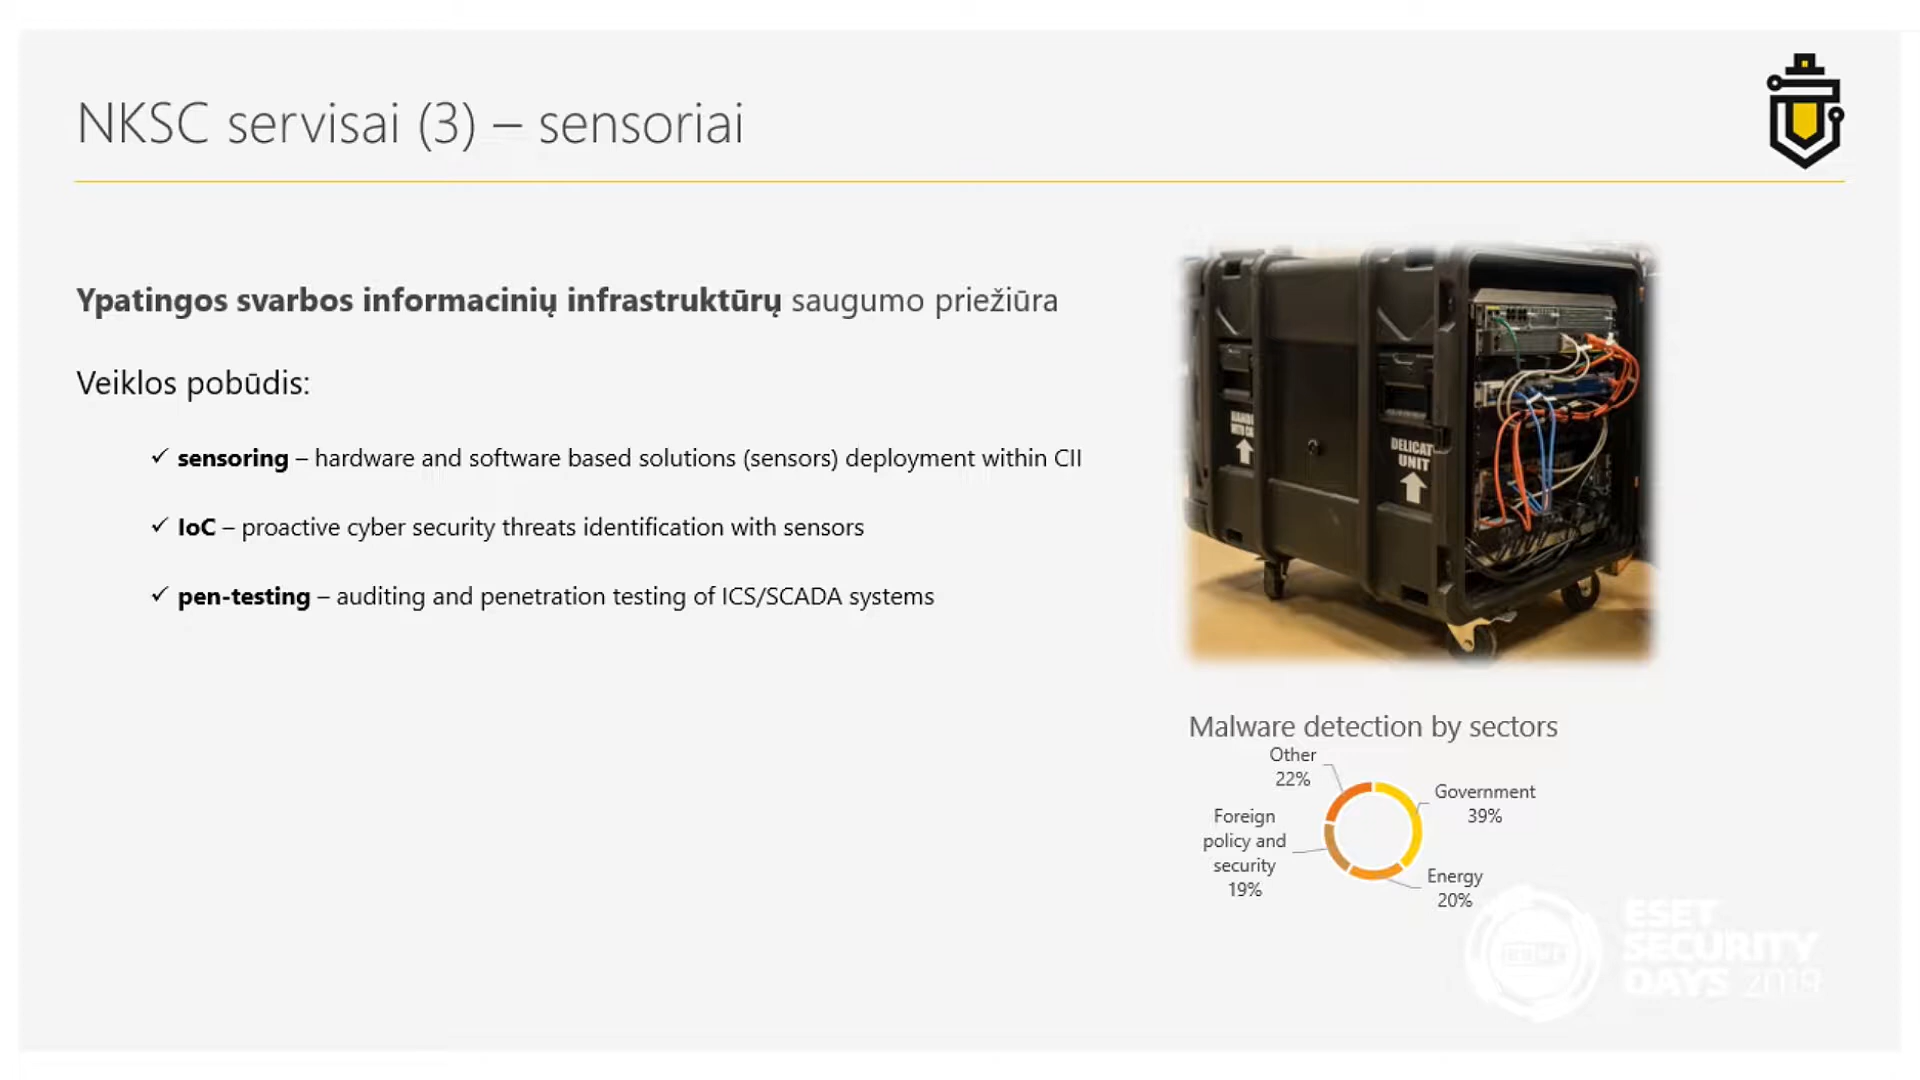 NKSC servisai (3) – sensoriai
Ypatingos svarbos informacinių infrastruktūrų saugumo priežiūra
Veiklos pobūdis:
✓ sensoring – hardware and software based solutions (sensors) deployment within CII
✓ IoC – proactive cyber security threats identification with sensors
✓ pen-testing – auditing and penetration testing of ICS/SCADA systems
DELICAT
UNIT
Malware detection by sectors
Other
22%
Government
39%
Foreign
policy and
security
19%
Energy
20%
ESET
SECURITY
DAYS 2019